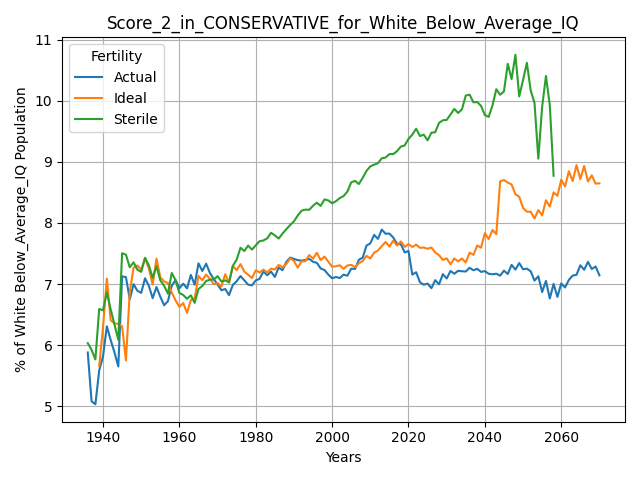 Score_2_in_CONSERVATIVE_for_White_Below_Average_IQ
Fertility
Actual
Ideal
Sterile
% of White Below_Average_IQ Population
11
10
9
8
7
6
5
1940
1960
1980
2000
2020
2040
2060
Years